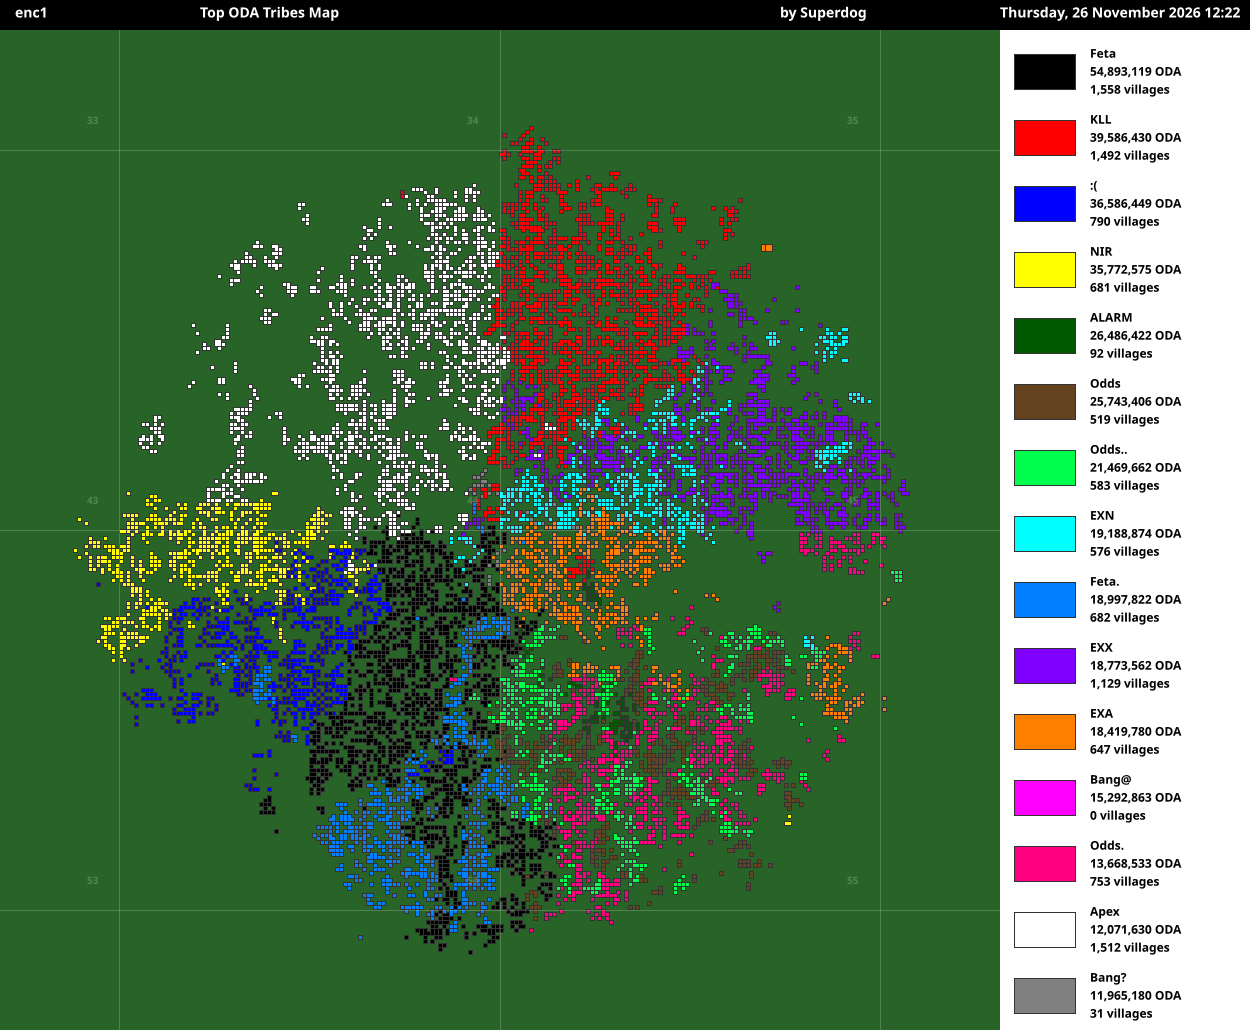 enc1 Top ODA Tribes Map by Superdog Thursday, 26 November 2026 12:22
Feta
54,893,119 ODA
1,558 villages
KLL
39,586,430 ODA
1,492 villages
:(
36,586,449 ODA
790 villages
NIR
35,772,575 ODA
681 villages
ALARM
26,486,422 ODA
92 villages
Odds
25,743,406 ODA
519 villages
Odds..
21,469,662 ODA
583 villages
EXN
19,188,874 ODA
576 villages
Feta.
18,997,822 ODA
682 villages
EXX
18,773,562 ODA
1,129 villages
EXA
18,419,780 ODA
647 villages
Bang@
15,292,863 ODA
0 villages
Odds.
13,668,533 ODA
753 villages
Apex
12,071,630 ODA
1,512 villages
Bang?
11,965,180 ODA
31 villages
33 34 35
43
53 55